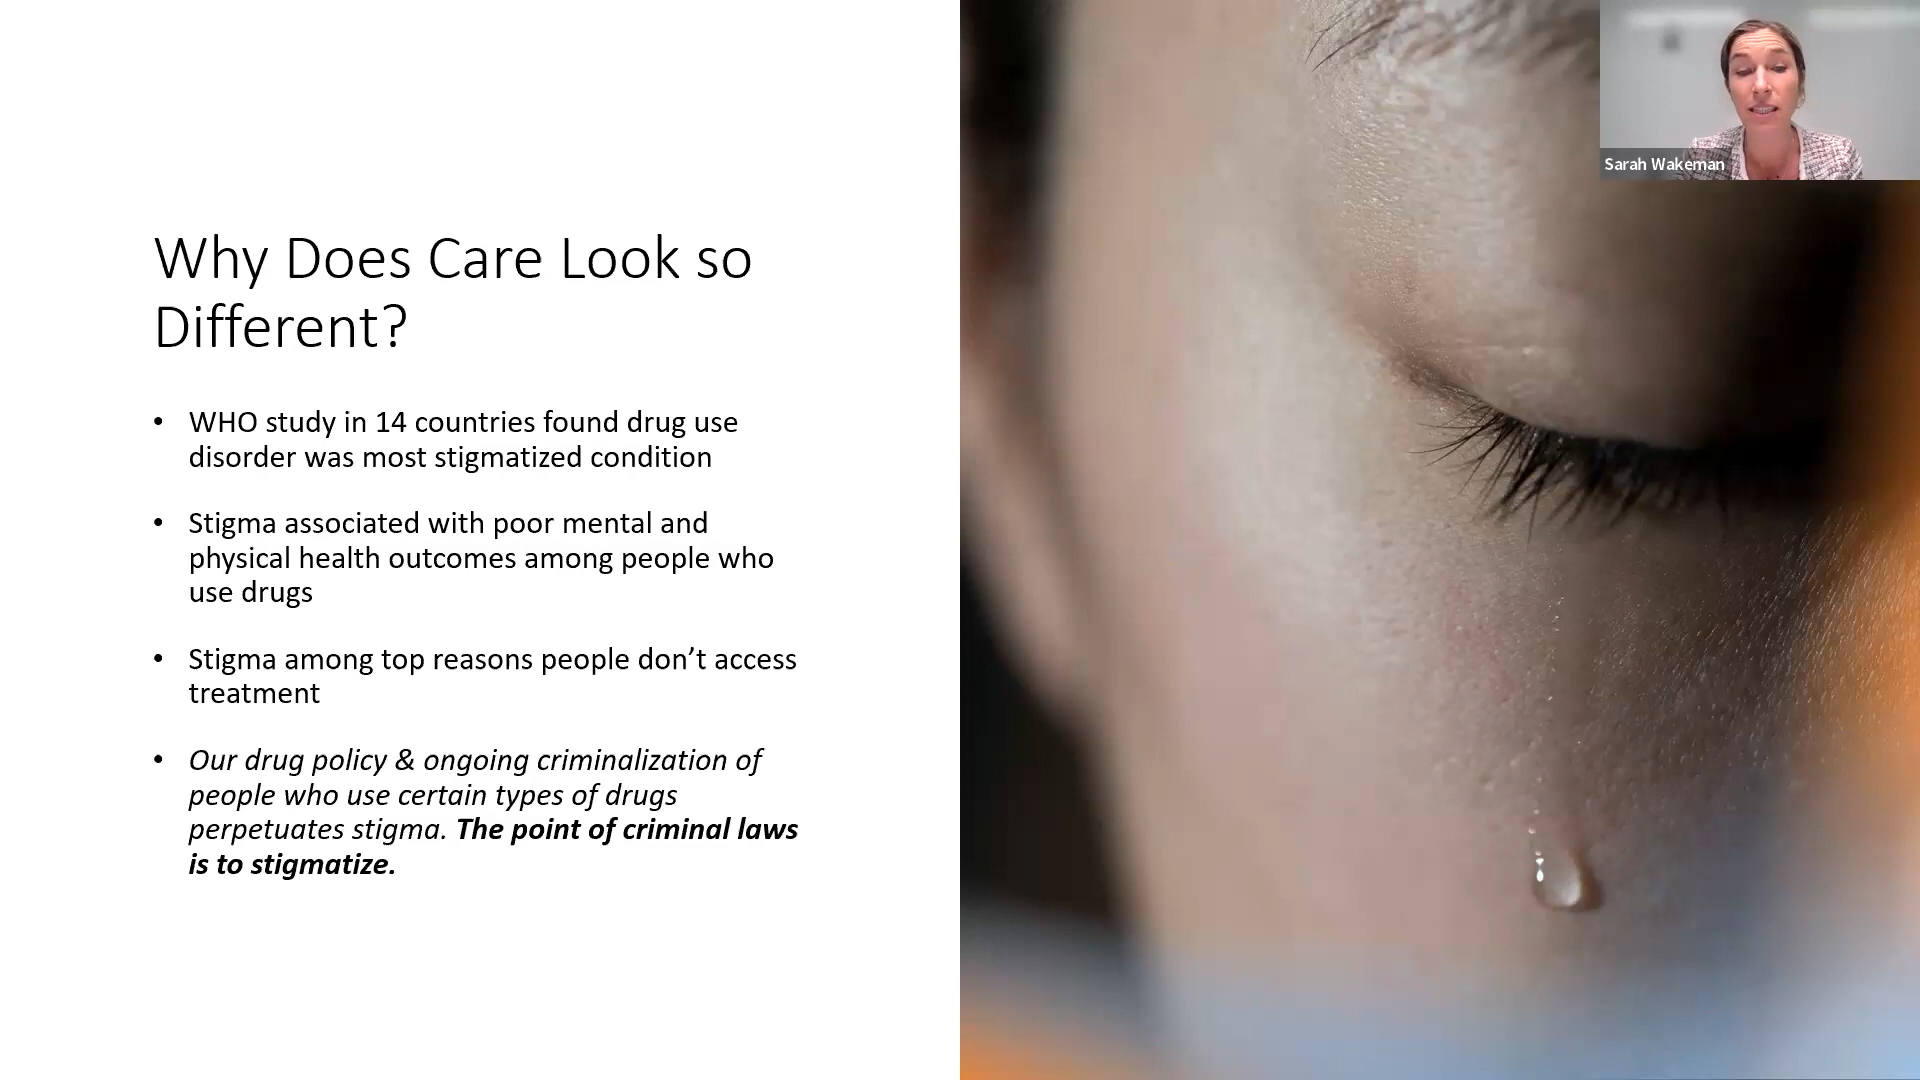 Sarah Wakeman
Why Does Care Look so
Different?
• WHO study in 14 countries found drug use
disorder was most stigmatized condition
• Stigma associated with poor mental and
physical health outcomes among people who
use drugs
• Stigma among top reasons people don’t access
treatment
• Our drug policy & ongoing criminalization of
people who use certain types of drugs
perpetuates stigma. The point of criminal laws
is to stigmatize.